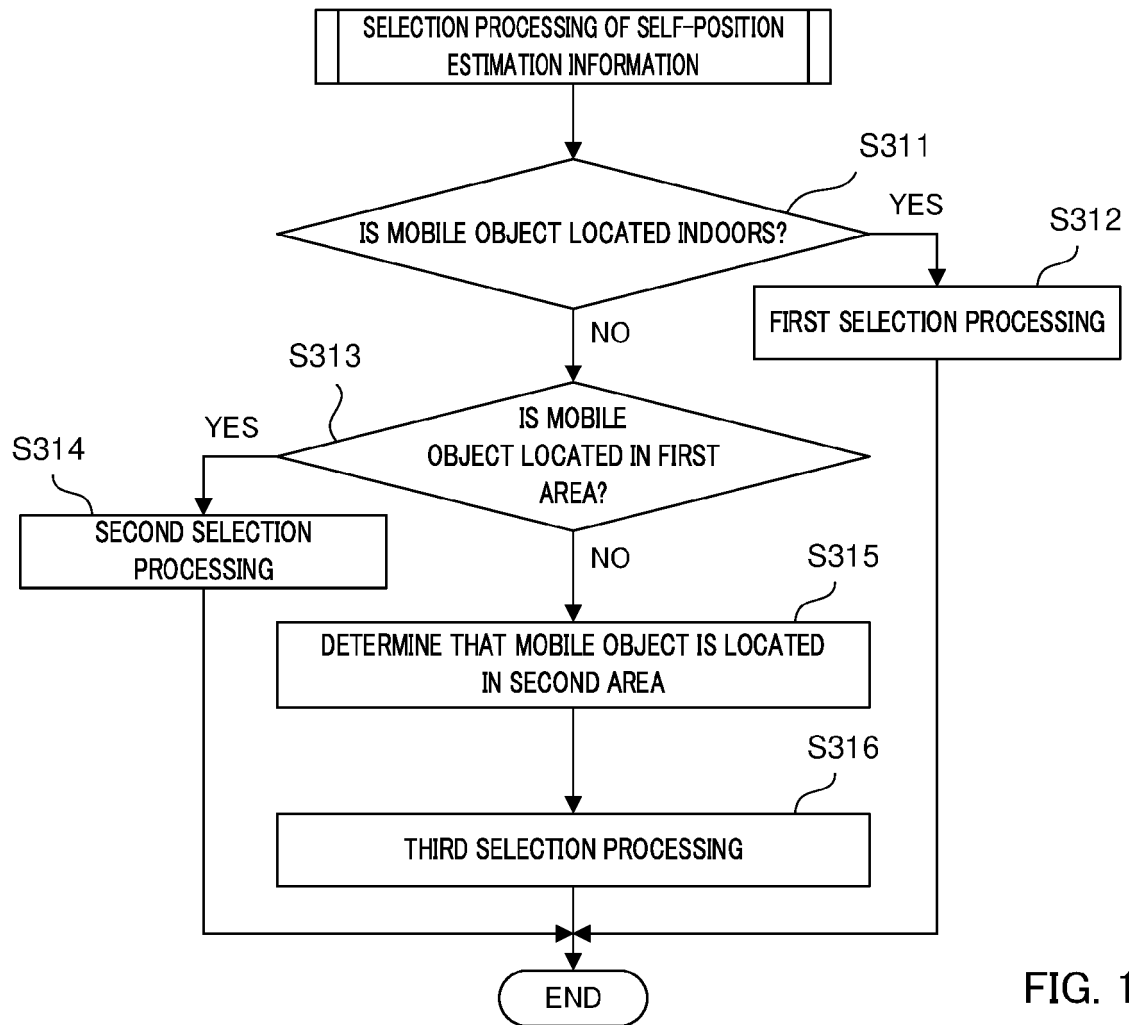 SELECTION PROCESSING OF SELF-POSITION
ESTIMATION INFORMATION
S311
IS MOBILE OBJECT LOCATED INDOORS?
YES
S312
FIRST SELECTION PROCESSING
NO
S313
IS MOBILE
OBJECT LOCATED IN FIRST
AREA?
YES
S314
SECOND SELECTION
PROCESSING
NO
S315
DETERMINE THAT MOBILE OBJECT IS LOCATED
IN SECOND AREA
S316
THIRD SELECTION PROCESSING
END
FIG. 1